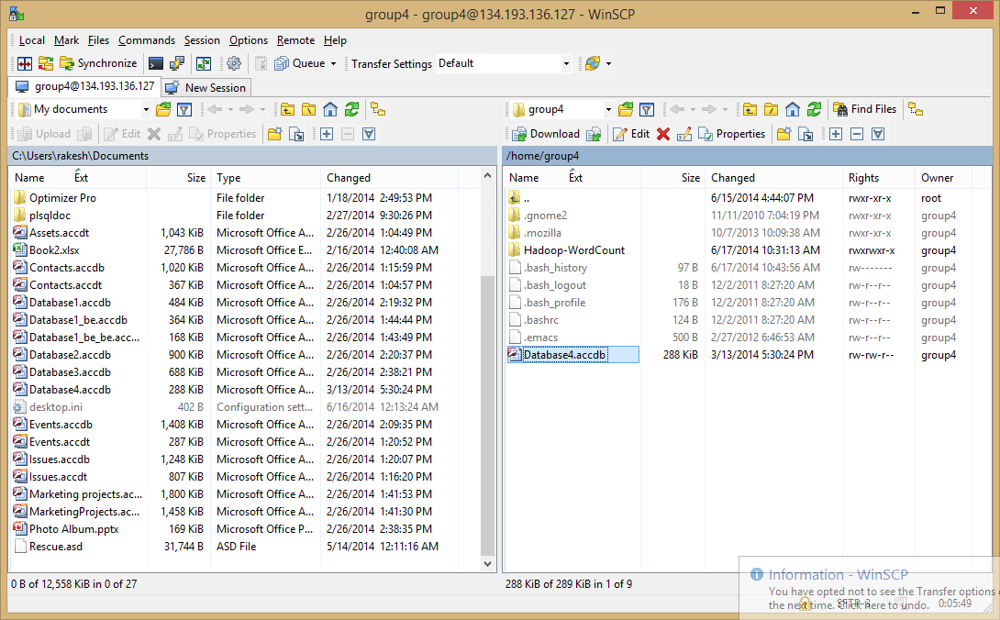 group4 - group4@134.193.136.127 - WinSCP
Local Mark Files Commands Session Options Remote Help
Synchronize Queue Transfer Settings Default
group4@134.193.136.127 New Session
My documents
Upload Edit Properties
C:\Users\rakesh\Documents
Name Ext Size Type Changed
Optimizer Pro File folder 1/18/2014 2:49:53 PM
plsqldoc File folder 2/27/2014 9:30:26 PM
Assets.accdt 1,043 KiB Microsoft Office A... 2/26/2014 1:04:49 PM
Book2.xlsx 27,786 B Microsoft Office E... 2/16/2014 12:40:08 AM
Contacts.accdb 1,020 KiB Microsoft Office A... 2/26/2014 1:15:59 PM
Contacts.accdt 367 KiB Microsoft Office A... 2/26/2014 1:04:57 PM
Database1.accdb 484 KiB Microsoft Office A... 2/26/2014 2:19:32 PM
Database1_be.accdb 364 KiB Microsoft Office A... 2/26/2014 1:44:44 PM
Database1_be_be.acc... 168 KiB Microsoft Office A... 2/26/2014 1:43:49 PM
Database2.accdb 900 KiB Microsoft Office A... 2/26/2014 2:20:37 PM
Database3.accdb 688 KiB Microsoft Office A... 2/26/2014 2:38:21 PM
Database4.accdb 288 KiB Microsoft Office A... 3/13/2014 5:30:24 PM
desktop.ini 402 B Configuration sett... 6/16/2014 12:13:24 AM
Events.accdb 1,408 KiB Microsoft Office A... 2/26/2014 2:09:35 PM
Events.accdt 287 KiB Microsoft Office A... 2/26/2014 1:20:52 PM
Issues.accdb 1,248 KiB Microsoft Office A... 2/26/2014 1:20:07 PM
Issues.accdt 807 KiB Microsoft Office A... 2/26/2014 1:16:20 PM
Marketing projects.ac... 1,800 KiB Microsoft Office A... 2/26/2014 1:41:53 PM
MarketingProjects.ac... 1,458 KiB Microsoft Office A... 2/26/2014 1:41:30 PM
Photo Album.pptx 169 KiB Microsoft Office P... 2/26/2014 2:38:35 PM
Rescue.asd 31,744 B ASD File 5/14/2014 12:11:16 AM
0 B of 12,558 KiB in 0 of 27
group4 Find Files
Download Edit Properties
/home/group4
Name Ext Size Changed Rights Owner
.. 6/15/2014 4:44:07 PM rwxr-xr-x root
.gnome2 11/11/2010 7:04:19 PM rwxr-xr-x group4
.mozilla 10/7/2013 10:09:38 AM rwxr-xr-x group4
Hadoop-WordCount 6/17/2014 10:31:13 AM rwxrwxr-x group4
.bash_history 97 B 6/17/2014 10:43:56 AM rw------- group4
.bash_logout 18 B 12/2/2011 8:27:20 AM rw-r--r-- group4
.bash_profile 176 B 12/2/2011 8:27:20 AM rw-r--r-- group4
.bashrc 124 B 12/2/2011 8:27:20 AM rw-r--r-- group4
.emacs 500 B 2/27/2012 6:46:53 AM rw-r--r-- group4
Database4.accdb 288 KiB 3/13/2014 5:30:24 PM rw-rw-r-- group4
288 KiB of 289 KiB in 1 of 9
Information - WinSCP
You have opted not to see the Transfer options
the next time. Click here to undo.
SFTP-3 0:05:49